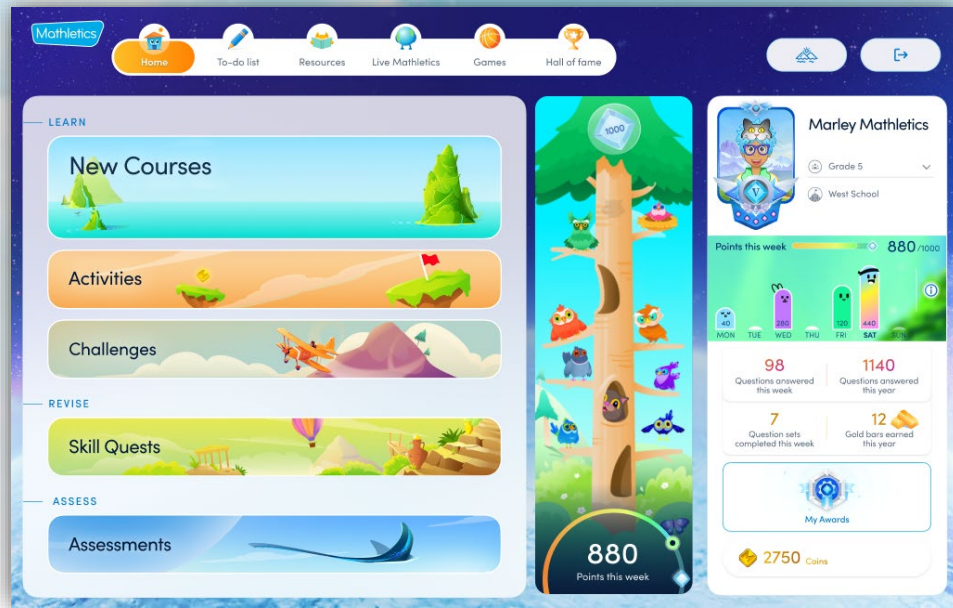 Mathletics
Home
To-do list
Resources
Live Mathletics
Games
Hall of fame
LEARN
New Courses
Activities
Challenges
REVISE
Skill Quests
ASSESS
Assessments
1000
880
Points this week
Marley Mathletics
Grade 5
V
West School
Points this week
880/1000
40
280
120
440
MON
TUE
WED
THU
FRI
SAT
SUN
98
Questions answered
this week
1140
Questions answered
this year
7
Question sets
completed this week
12
Gold bars earned
this year
My Awards
2750 Coins